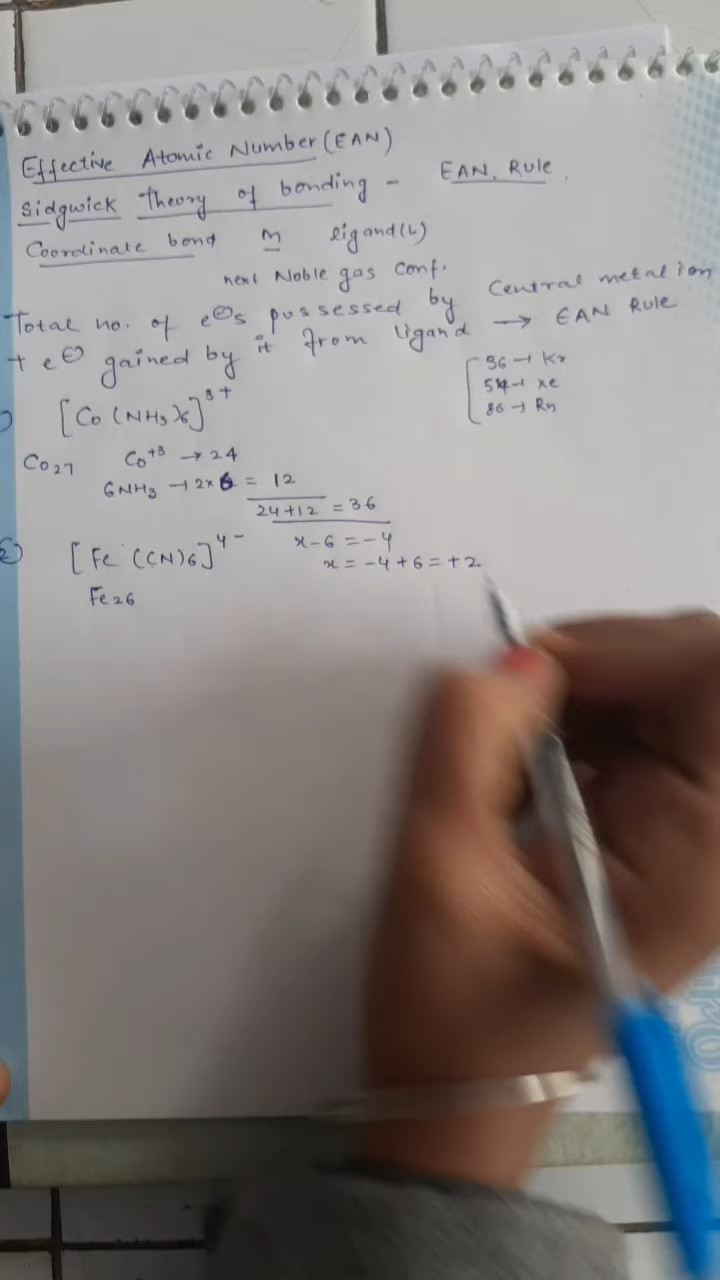 Effective Atomic Number (EAN)
Sidgwick Theory of bonding - EAN. Rule.
Coordinate bond M ligand(L)
next Noble gas conf.
Total no. of e⊖s possessed by Central metal ion
+ e⊖ gained by it from ligand → EAN Rule
36 → Kr
54 → Xe
86 → Rn
[Co(NH3)6]3+
Co27 Co+3 → 24
6NH3 → 2×6 = 12
24+12 = 36
② [Fe(CN)6]4- x-6 = -4
x = -4+6 = +2
Fe26